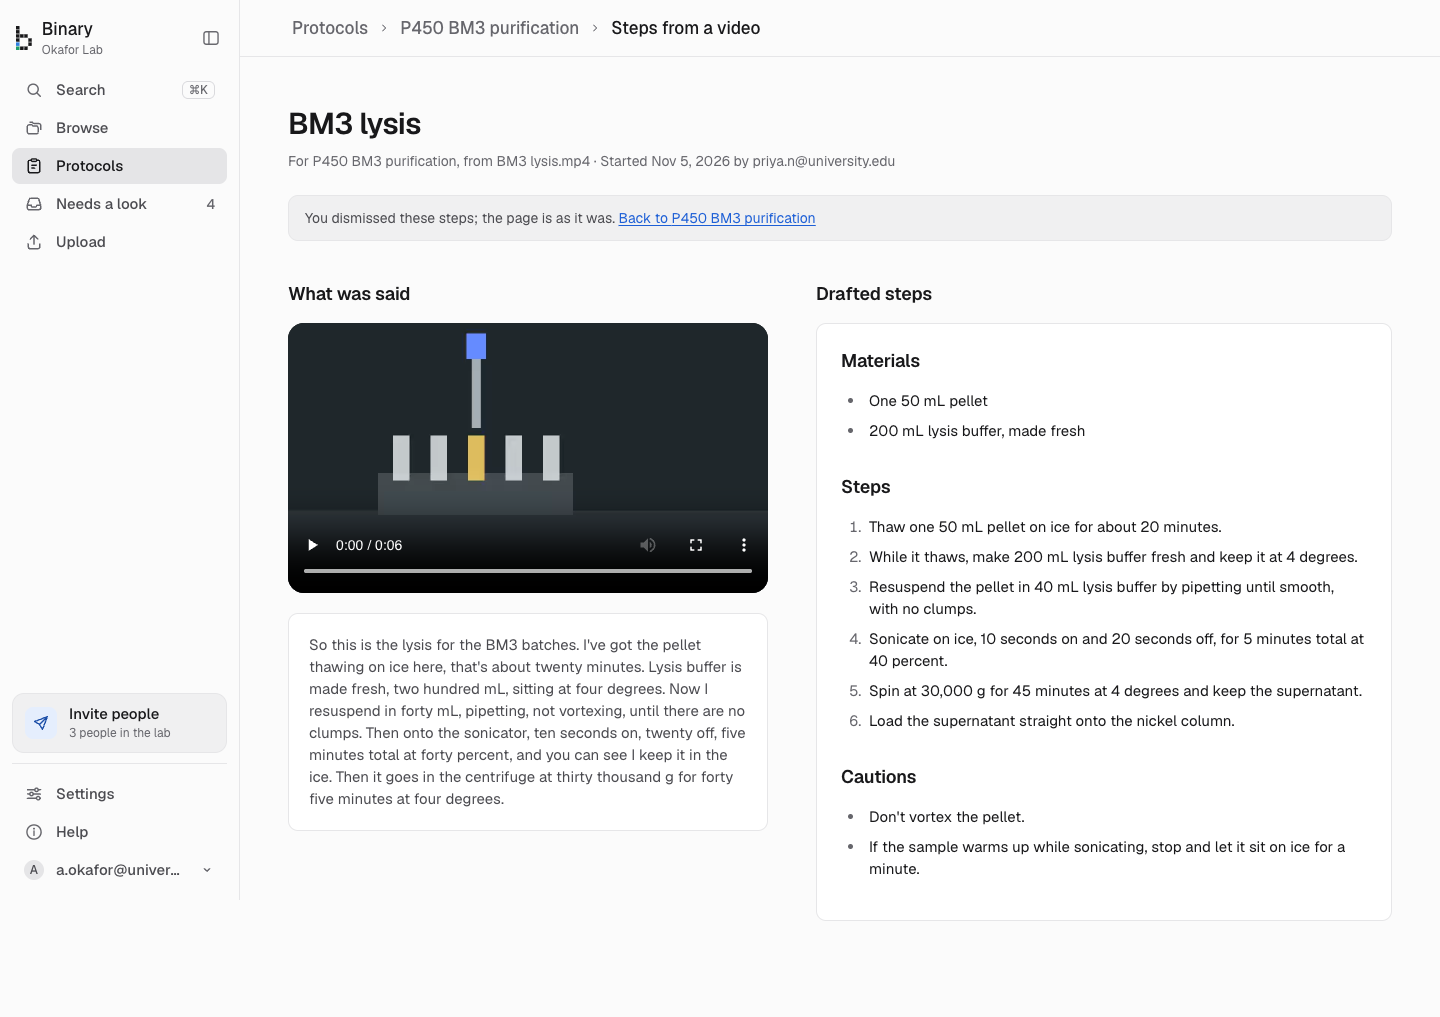 Binary
Okafor Lab
Search
⌘K
Browse
Protocols
Needs a look
4
Upload
Invite people
3 people in the lab
Settings
Help
A
a.okafor@univer...
Protocols > P450 BM3 purification > Steps from a video
BM3 lysis
For P450 BM3 purification, from BM3 lysis.mp4 · Started Nov 5, 2026 by priya.n@university.edu
You dismissed these steps; the page is as it was. Back to P450 BM3 purification
What was said
0:00 / 0:06
So this is the lysis for the BM3 batches. I've got the pellet
thawing on ice here, that's about twenty minutes. Lysis buffer is
made fresh, two hundred mL, sitting at four degrees. Now I
resuspend in forty mL, pipetting, not vortexing, until there are no
clumps. Then onto the sonicator, ten seconds on, twenty off, five
minutes total at forty percent, and you can see I keep it in the
ice. Then it goes in the centrifuge at thirty thousand g for forty
five minutes at four degrees.
Drafted steps
Materials
• One 50 mL pellet
• 200 mL lysis buffer, made fresh
Steps
1. Thaw one 50 mL pellet on ice for about 20 minutes.
2. While it thaws, make 200 mL lysis buffer fresh and keep it at 4 degrees.
3. Resuspend the pellet in 40 mL lysis buffer by pipetting until smooth,
with no clumps.
4. Sonicate on ice, 10 seconds on and 20 seconds off, for 5 minutes total at
40 percent.
5. Spin at 30,000 g for 45 minutes at 4 degrees and keep the supernatant.
6. Load the supernatant straight onto the nickel column.
Cautions
• Don't vortex the pellet.
• If the sample warms up while sonicating, stop and let it sit on ice for a
minute.